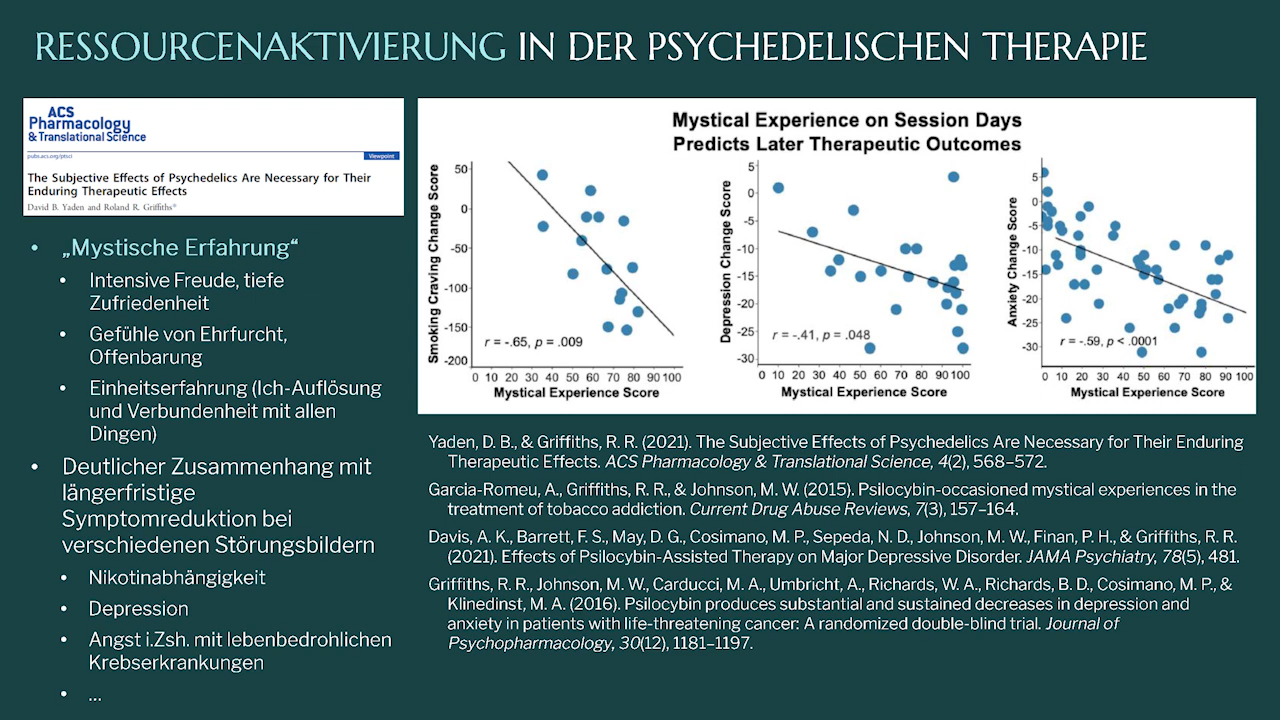 RESSOURCENAKTIVIERUNG IN DER PSYCHEDELISCHEN THERAPIE
ACS
Pharmacology
& Translational Science
pubs.acs.org/ptsci
Viewpoint
The Subjective Effects of Psychedelics Are Necessary for Their
Enduring Therapeutic Effects
David B. Yaden and Roland R. Griffiths*
• „Mystische Erfahrung“
• Intensive Freude, tiefe
Zufriedenheit
• Gefühle von Ehrfurcht,
Offenbarung
• Einheitserfahrung (Ich-Auflösung
und Verbundenheit mit allen
Dingen)
• Deutlicher Zusammenhang mit
längerfristige
Symptomreduktion bei
verschiedenen Störungsbildern
• Nikotinabhängigkeit
• Depression
• Angst i.Zsh. mit lebenbedrohlichen
Krebserkrankungen
• ...
Mystical Experience on Session Days
Predicts Later Therapeutic Outcomes
Smoking Craving Change Score
50
0
-50
-100
-150
-200
r = -.65, p = .009
0 10 20 30 40 50 60 70 80 90 100
Mystical Experience Score
Depression Change Score
5
0
-5
-10
-15
-20
-25
-30
r = -.41, p = .048
0 10 20 30 40 50 60 70 80 90 100
Mystical Experience Score
Anxiety Change Score
5
0
-5
-10
-15
-20
-25
-30
r = -.59, p < .0001
0 10 20 30 40 50 60 70 80 90 100
Mystical Experience Score
Yaden, D. B., & Griffiths, R. R. (2021). The Subjective Effects of Psychedelics Are Necessary for Their Enduring
Therapeutic Effects. ACS Pharmacology & Translational Science, 4(2), 568–572.
Garcia-Romeu, A., Griffiths, R. R., & Johnson, M. W. (2015). Psilocybin-occasioned mystical experiences in the
treatment of tobacco addiction. Current Drug Abuse Reviews, 7(3), 157–164.
Davis, A. K., Barrett, F. S., May, D. G., Cosimano, M. P., Sepeda, N. D., Johnson, M. W., Finan, P. H., & Griffiths, R. R.
(2021). Effects of Psilocybin-Assisted Therapy on Major Depressive Disorder. JAMA Psychiatry, 78(5), 481.
Griffiths, R. R., Johnson, M. W., Carducci, M. A., Umbricht, A., Richards, W. A., Richards, B. D., Cosimano, M. P., &
Klinedinst, M. A. (2016). Psilocybin produces substantial and sustained decreases in depression and
anxiety in patients with life-threatening cancer: A randomized double-blind trial. Journal of
Psychopharmacology, 30(12), 1181–1197.